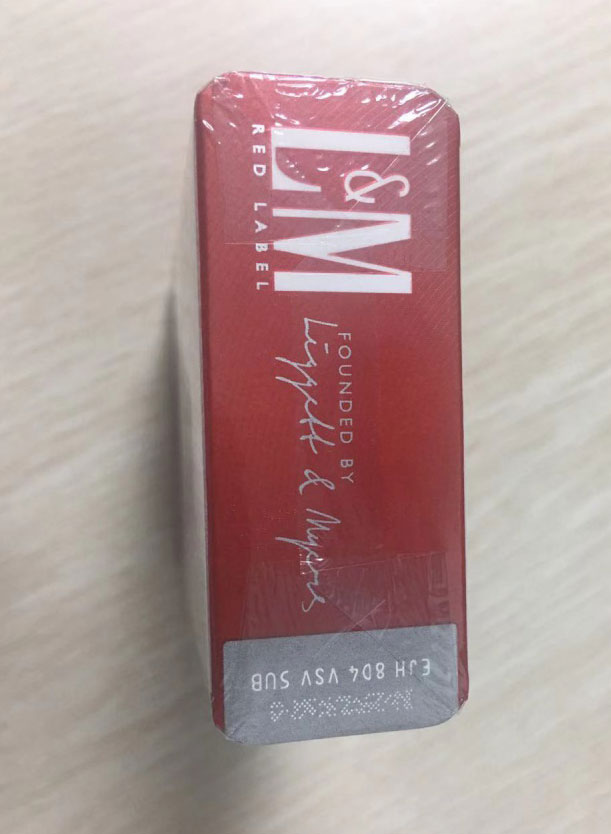 L&M
RED LABEL
FOUNDED BY
Liggett & Myers
EJH 8D4 VSV SUB